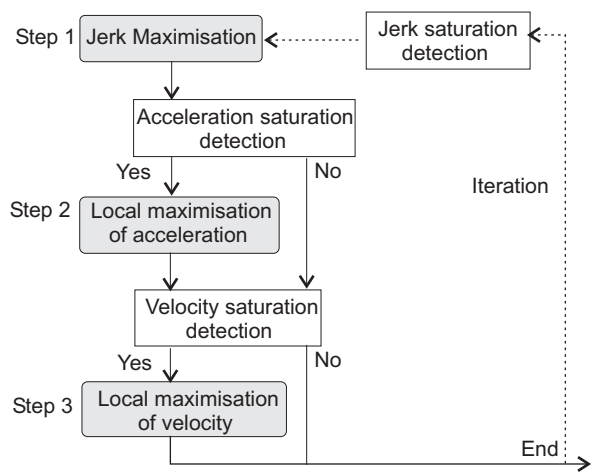 Step 1
Jerk Maximisation
Jerk saturation
detection
Acceleration saturation
detection
Yes
No
Iteration
Step 2
Local maximisation
of acceleration
Velocity saturation
detection
Yes
No
Step 3
Local maximisation
of velocity
End